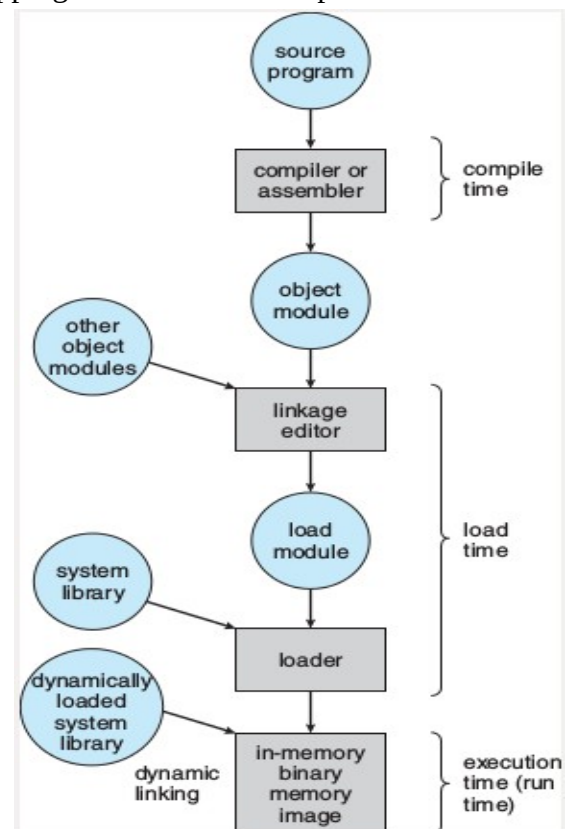 source
program
compiler or
assembler
compile
time
object
module
other
object
modules
linkage
editor
load
module
load
time
system
library
loader
dynamically
loaded
system
library
dynamic
linking
in-memory
binary
memory
image
execution
time (run
time)